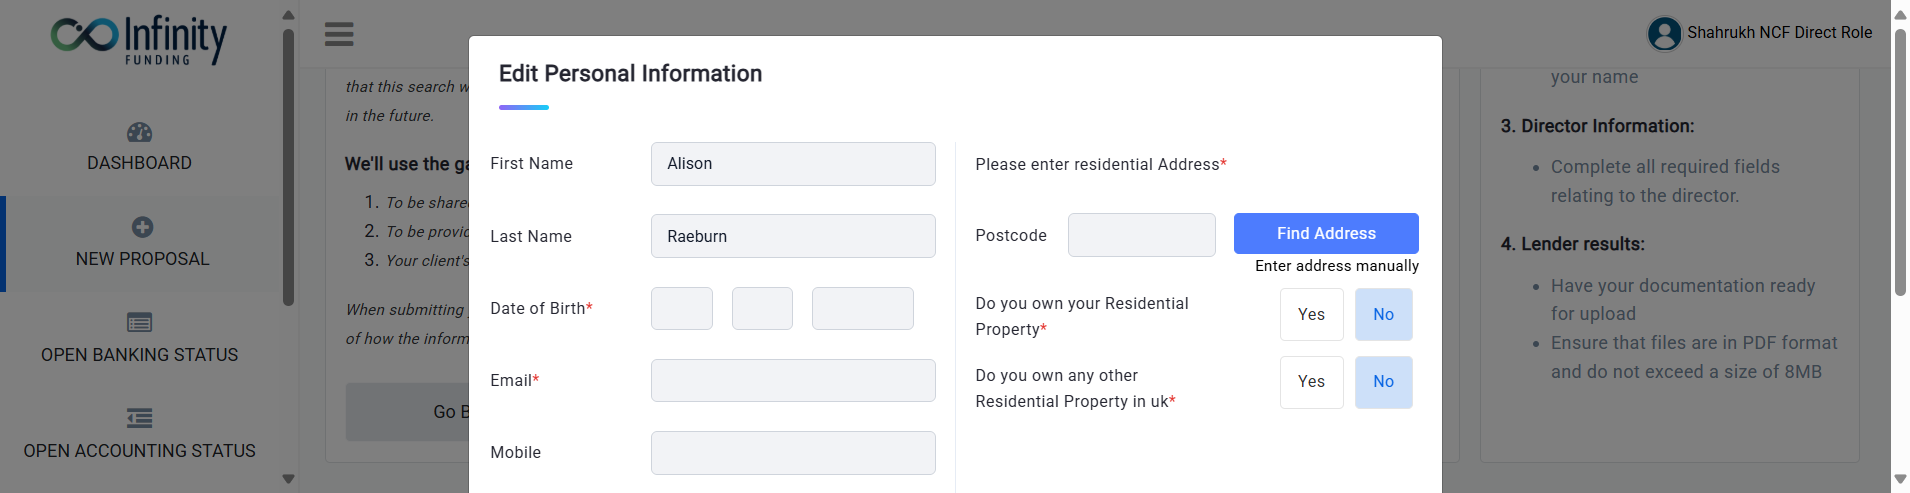 Infinity
FUNDING
DASHBOARD
NEW PROPOSAL
OPEN BANKING STATUS
OPEN ACCOUNTING STATUS
Shahrukh NCF Direct Role
that this search
in the future.
We'll use the
1. To be
2. To be
3. Your client's
When submitting
of how the
Go
Edit Personal Information
First Name
Alison
Last Name
Raeburn
Date of Birth*
Email*
Mobile
Please enter residential Address*
Postcode
Find Address
Enter address manually
Do you own your Residential
Property*
Yes
No
Do you own any other
Residential Property in uk*
Yes
No
your name
3. Director Information:
• Complete all required fields
relating to the director.
4. Lender results:
• Have your documentation ready
for upload
• Ensure that files are in PDF format
and do not exceed a size of 8MB